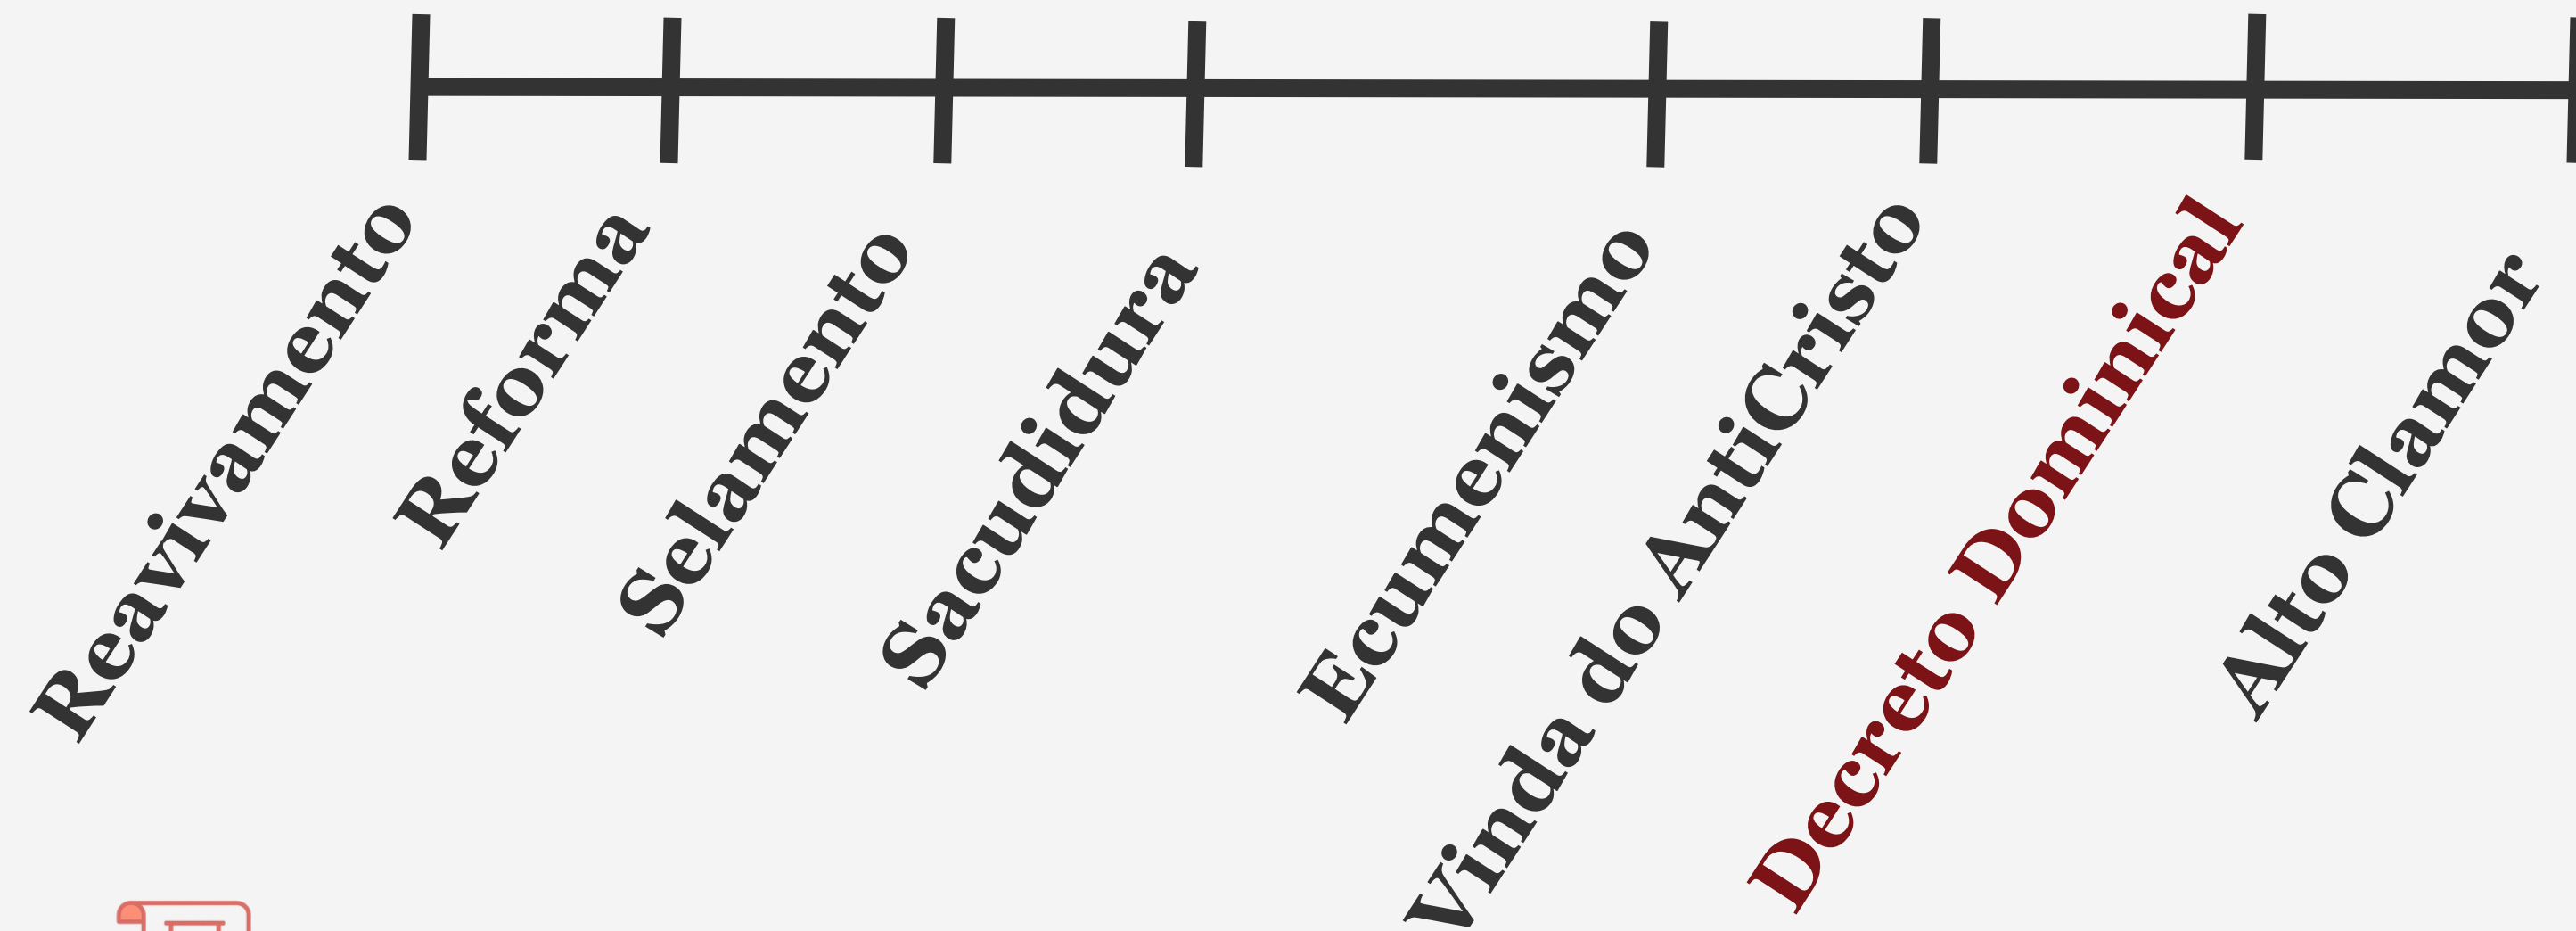 Reavivamento
Reforma
Selamento
Sacudidura
Ecumenismo
Vinda do AntiCristo
Decreto Dominical
Alto Clamor